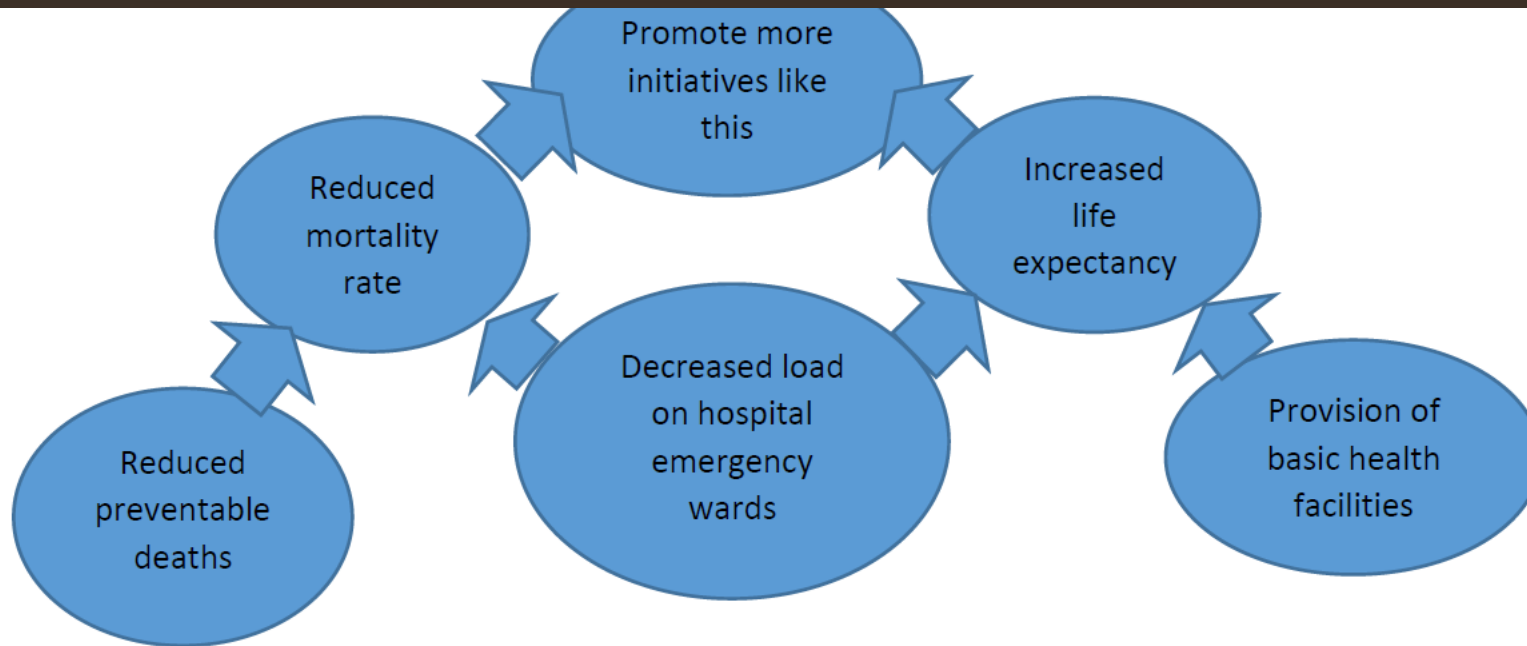 Promote more
initiatives like
this
Reduced
mortality
rate
Increased
life
expectancy
Decreased load
on hospital
emergency
wards
Reduced
preventable
deaths
Provision of
basic health
facilities